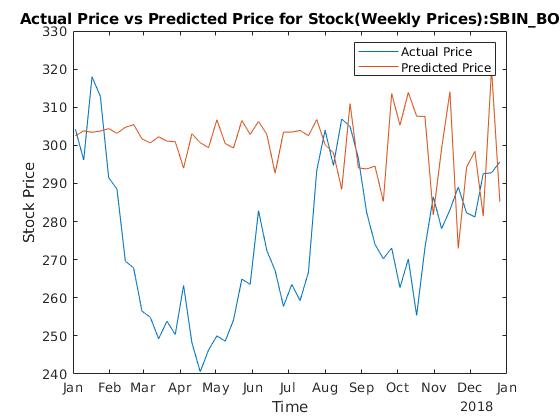 Actual Price vs Predicted Price for Stock(Weekly Prices):SBIN_BO
330
Actual Price
Predicted Price
320
310
300
290
280
270
260
250
240
Stock Price
Jan Feb Mar Apr May Jun Jul Aug Sep Oct Nov Dec Jan
Time
2018